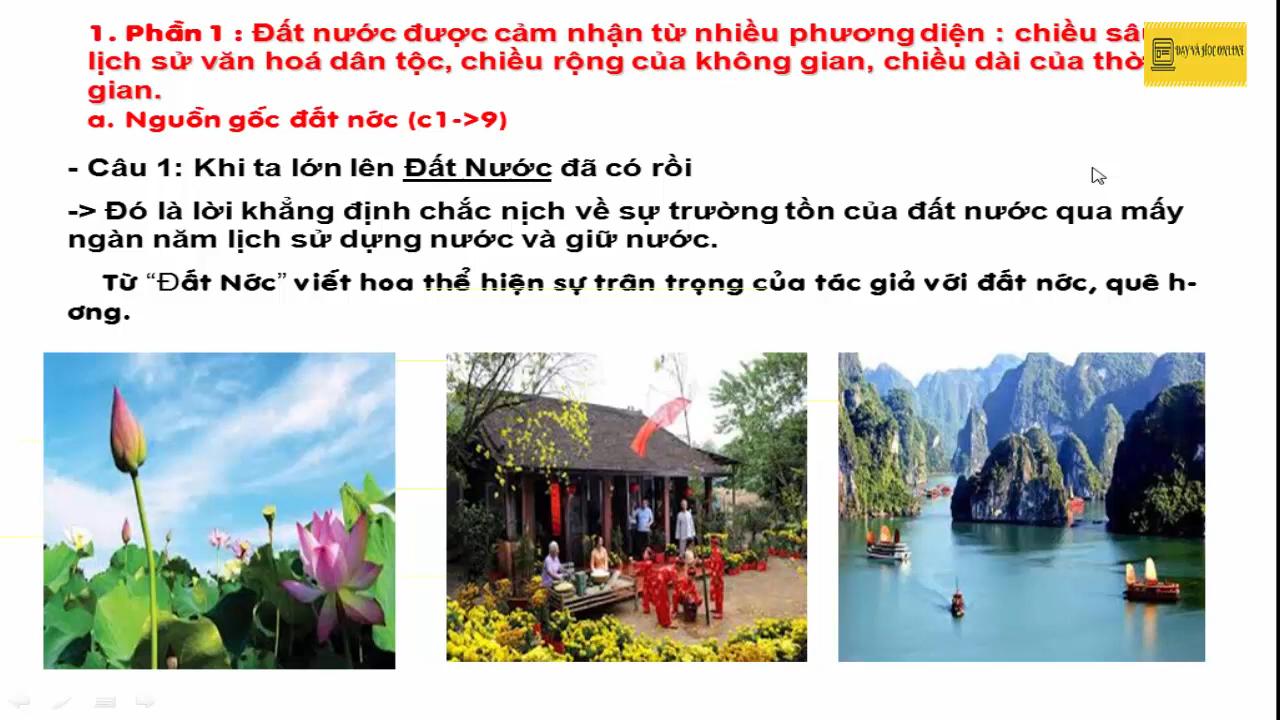 1. Phần 1 : Đất nước được cảm nhận từ nhiều phương diện : chiều
lịch sử văn hoá dân tộc, chiều rộng của không gian, chiều dài của
gian.
a. Nguồn gốc đất nớc (c1->9)
- Câu 1: Khi ta lớn lên Đất Nước đã có rồi
-> Đó là lời khẳng định chắc nịch về sự trường tồn của đất nước qua mấy
ngàn năm lịch sử dựng nước và giữ nước.
Từ “Đất Nớc” viết hoa thể hiện sự trân trọng của tác giả với đất nớc, quê h-
ơng.
DẠY VÀ HỌC ONLINE